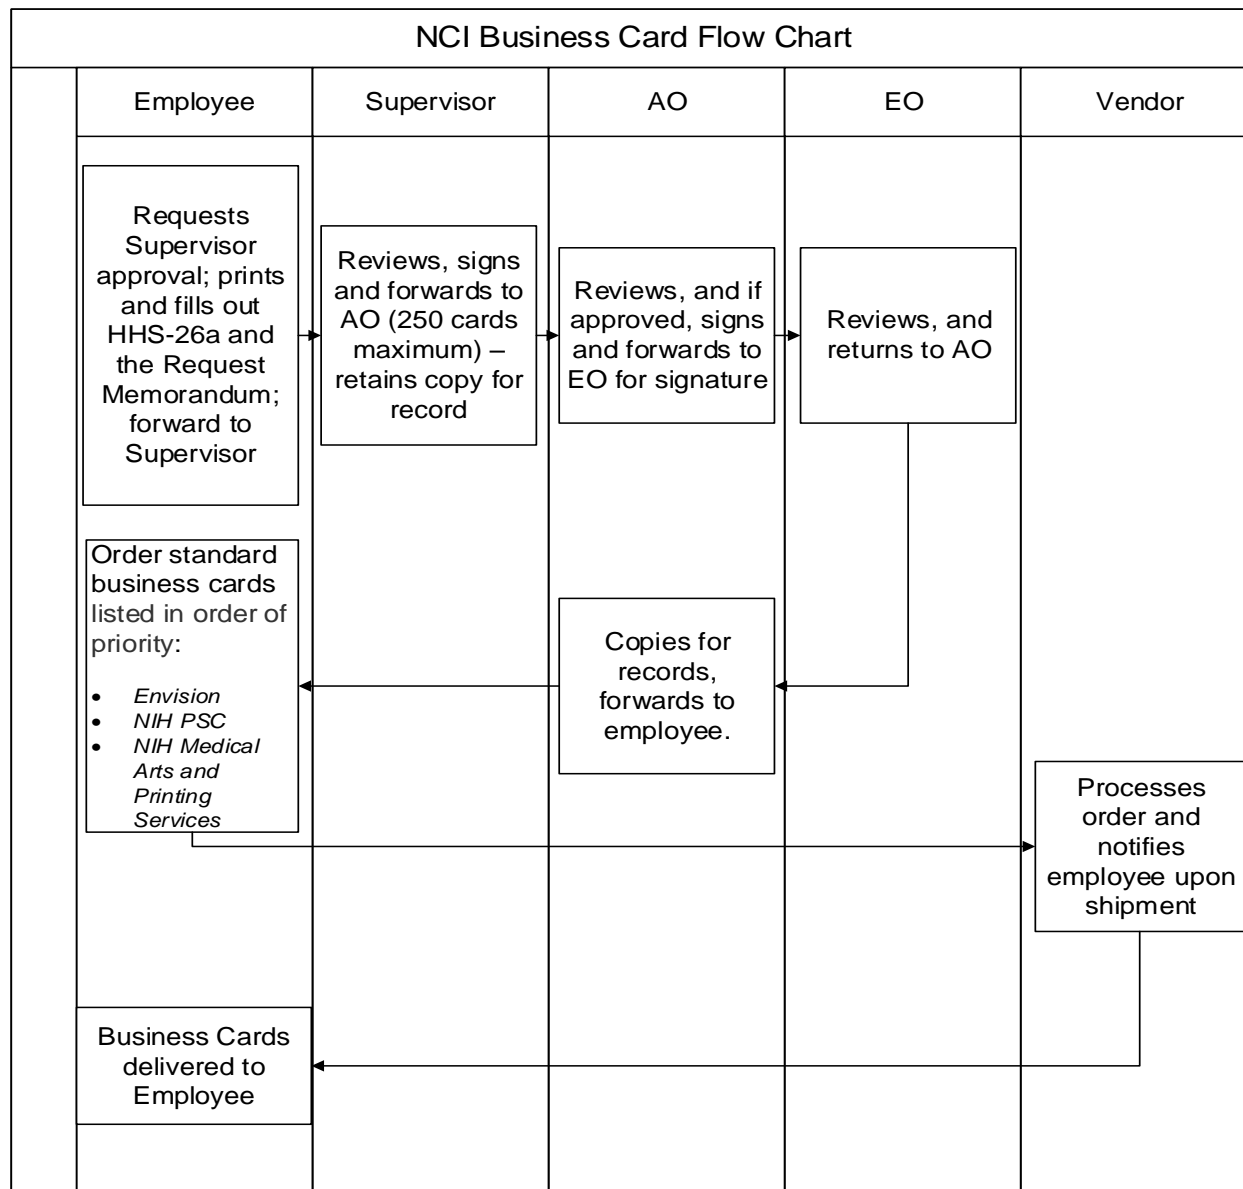 NCI Business Card Flow Chart
Employee
Supervisor
AO
EO
Vendor
Requests
Supervisor
approval; prints
and fills out
HHS-26a and
the Request
Memorandum;
forward to
Supervisor
Reviews, signs
and forwards to
AO (250 cards
maximum) –
retains copy for
record
Reviews, and if
approved, signs
and forwards to
EO for signature
Reviews, and
returns to AO
Order standard
business cards
listed in order of
priority:
• Envision
• NIH PSC
• NIH Medical
Arts and
Printing
Services
Copies for
records,
forwards to
employee.
Processes
order and
notifies
employee upon
shipment
Business Cards
delivered to
Employee